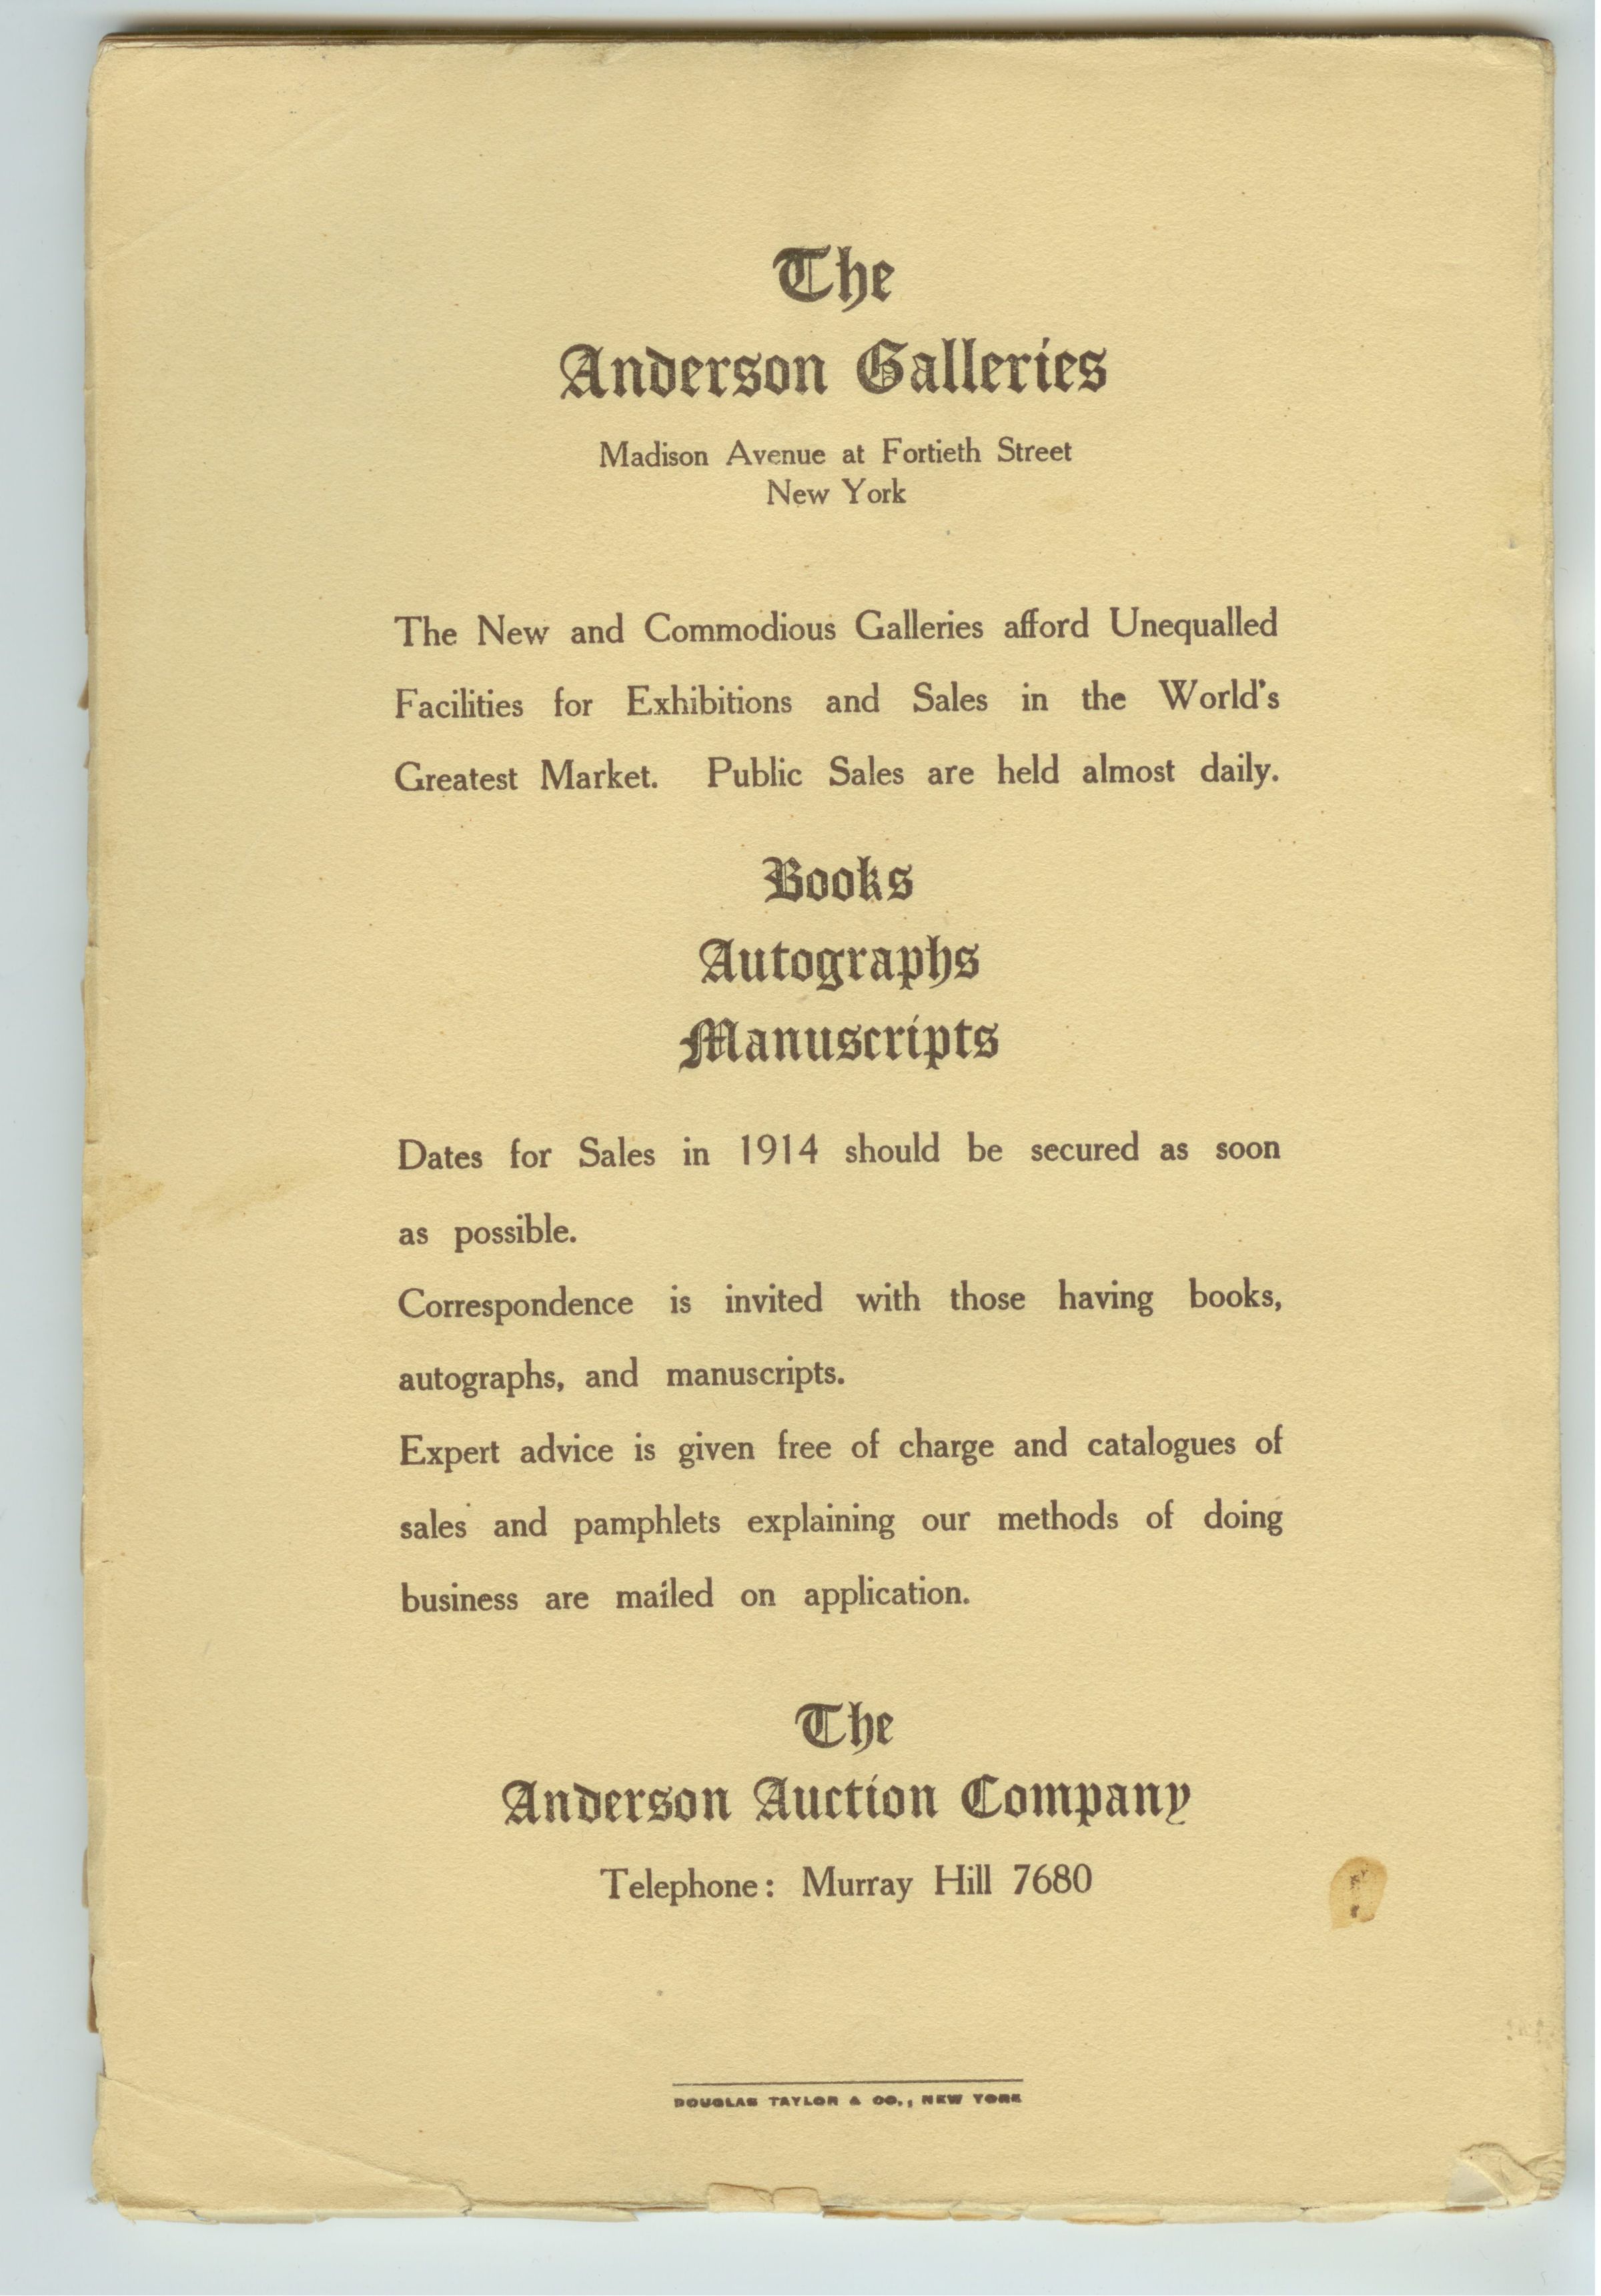 The
Anderson Galleries
Madison Avenue at Fortieth Street
New York
The New and Commodious Galleries afford Unequalled
Facilities for Exhibitions and Sales in the World's
Greatest Market. Public Sales are held almost daily.
Books
Autographs
Manuscripts
Dates for Sales in 1914 should be secured as soon
as possible.
Correspondence is invited with those having books,
autographs, and manuscripts.
Expert advice is given free of charge and catalogues of
sales and pamphlets explaining our methods of doing
business are mailed on application.
The
Anderson Auction Company
Telephone: Murray Hill 7680
DOUGLAS TAYLOR & CO., NEW YORK